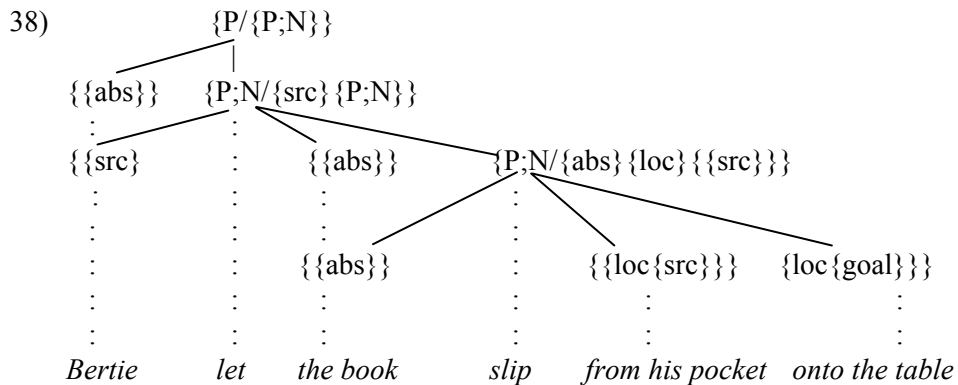 38) {P/{P;N}}
{{abs}} {P;N/{src}{P;N}}
{{src} {{abs}} {P;N/{abs}{loc}{{src}}}
{{abs}} {{loc{src}}} {loc{goal}}}
Bertie let the book slip from his pocket onto the table